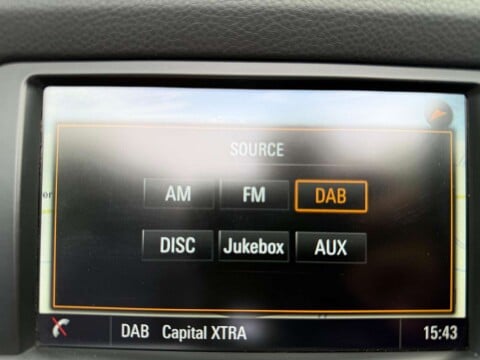 SOURCE
AM FM DAB
DISC Jukebox AUX
DAB Capital XTRA 15:43